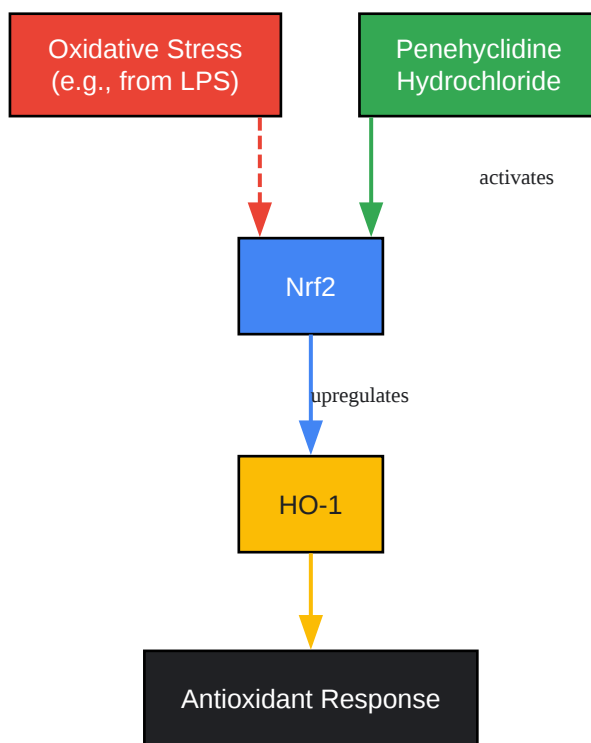 Oxidative Stress
(e.g., from LPS)
Penehyclidine
Hydrochloride
activates
Nrf2
upregulates
HO-1
Antioxidant Response